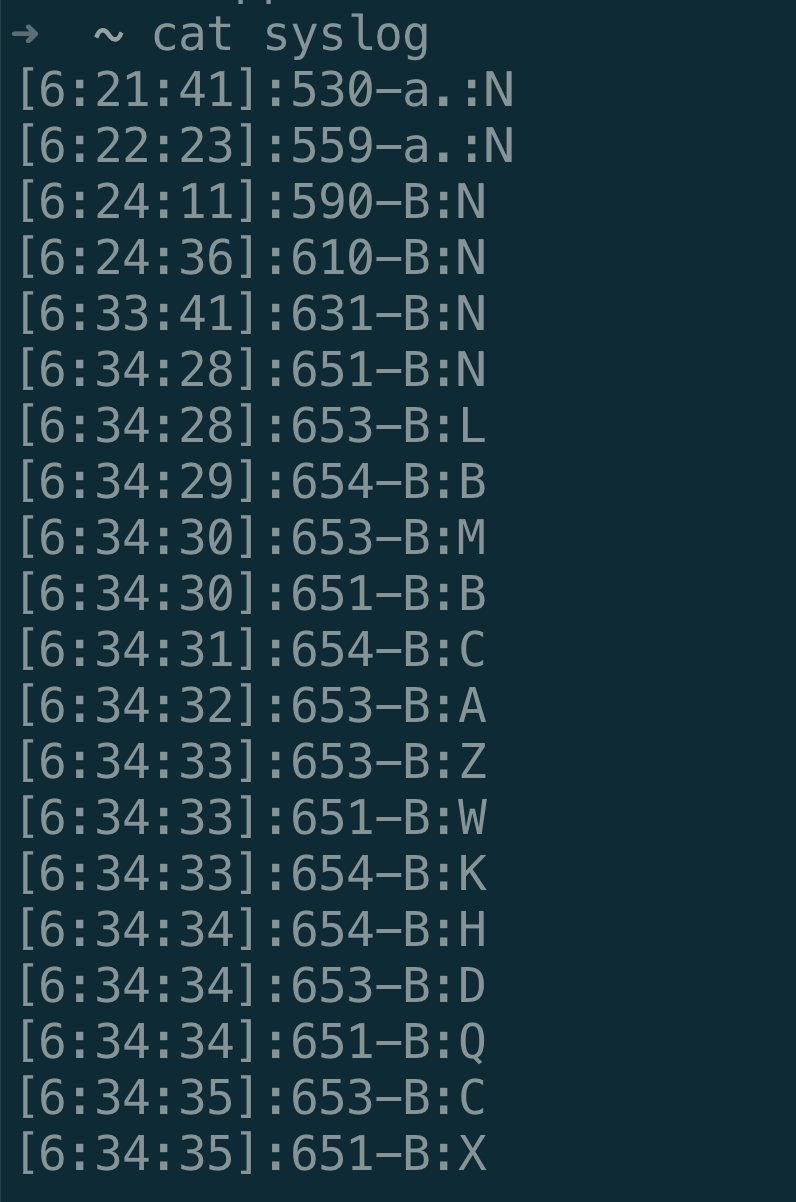 ➜  ~ cat syslog
[6:21:41]:530-a.:N
[6:22:23]:559-a.:N
[6:24:11]:590-B:N
[6:24:36]:610-B:N
[6:33:41]:631-B:N
[6:34:28]:651-B:N
[6:34:28]:653-B:L
[6:34:29]:654-B:B
[6:34:30]:653-B:M
[6:34:30]:651-B:B
[6:34:31]:654-B:C
[6:34:32]:653-B:A
[6:34:33]:653-B:Z
[6:34:33]:651-B:W
[6:34:33]:654-B:K
[6:34:34]:654-B:H
[6:34:34]:653-B:D
[6:34:34]:651-B:Q
[6:34:35]:653-B:C
[6:34:35]:651-B:X